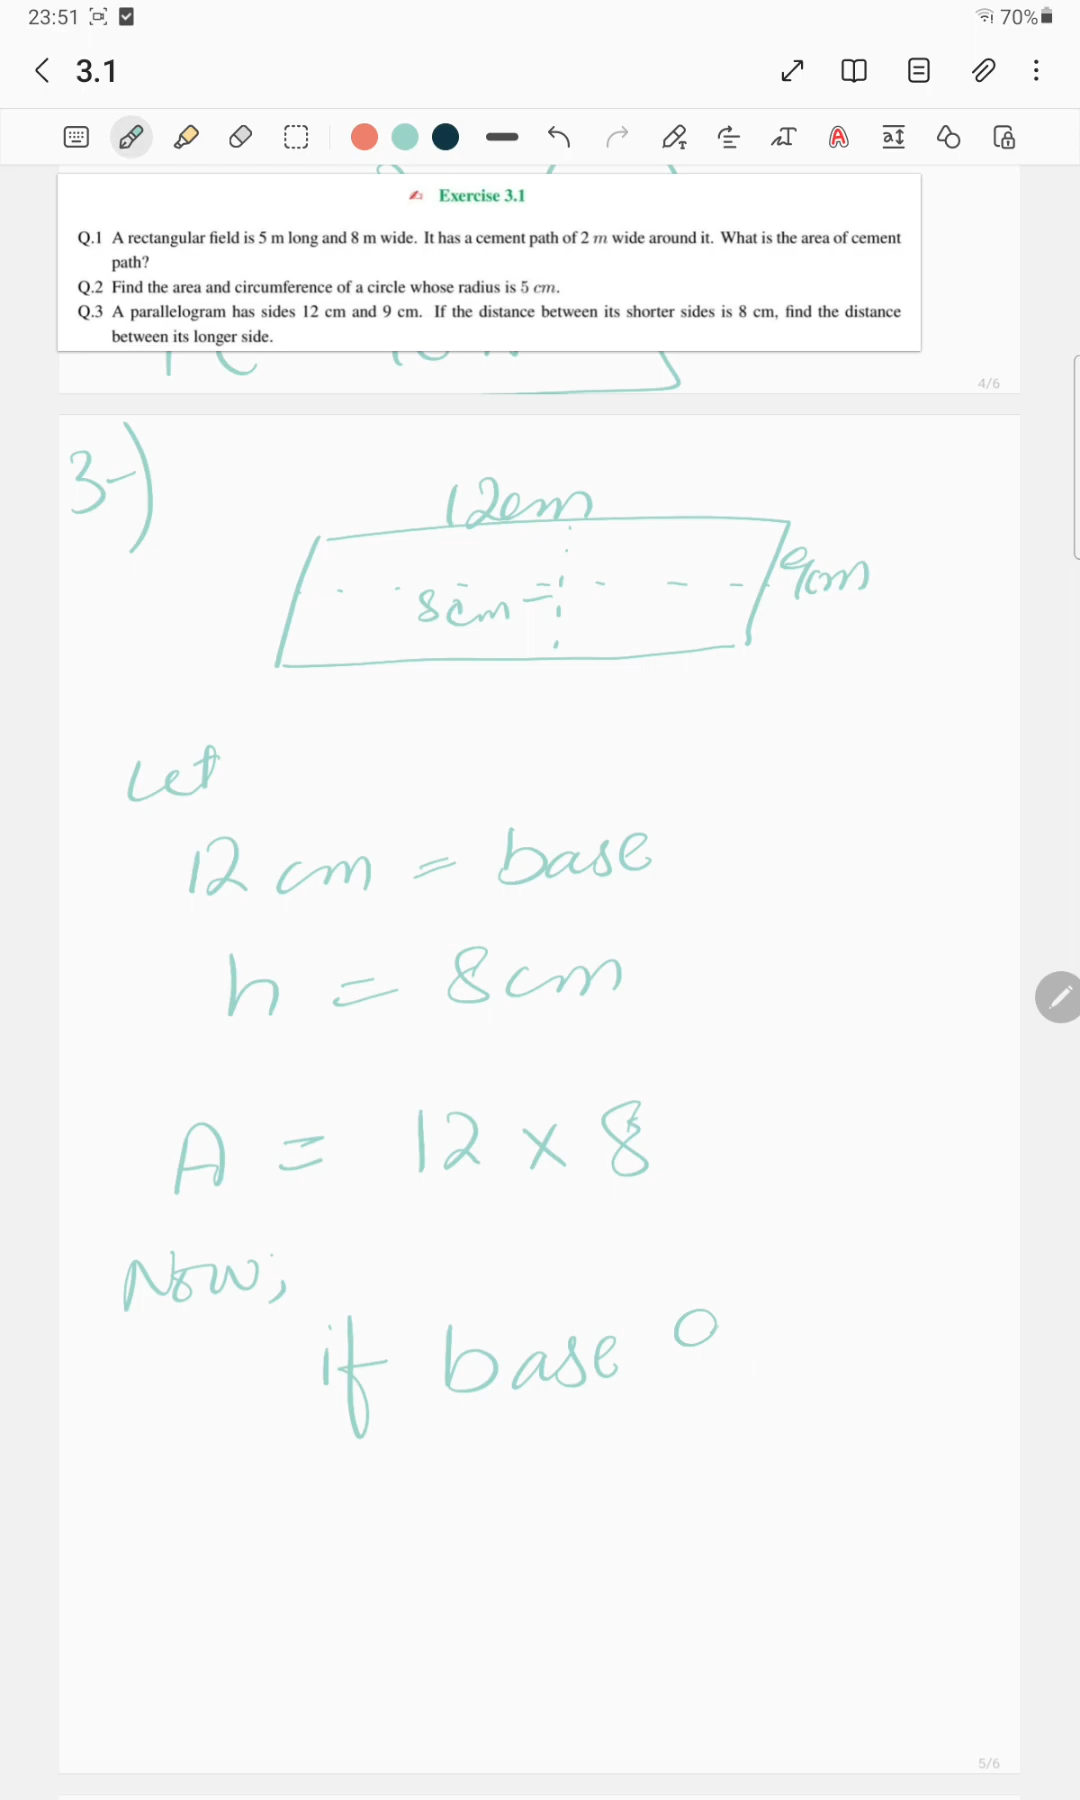 23:51 70%
3.1
Exercise 3.1
Q.1 A rectangular field is 5 m long and 8 m wide. It has a cement path of 2 m wide around it. What is the area of cement
path?
Q.2 Find the area and circumference of a circle whose radius is 5 cm.
Q.3 A parallelogram has sides 12 cm and 9 cm. If the distance between its shorter sides is 8 cm, find the distance
between its longer side.
4/6
3-)
12cm
9cm
8cm
Let
12 cm = base
h = 8cm
A = 12 x 8
Now;
if base
5/6